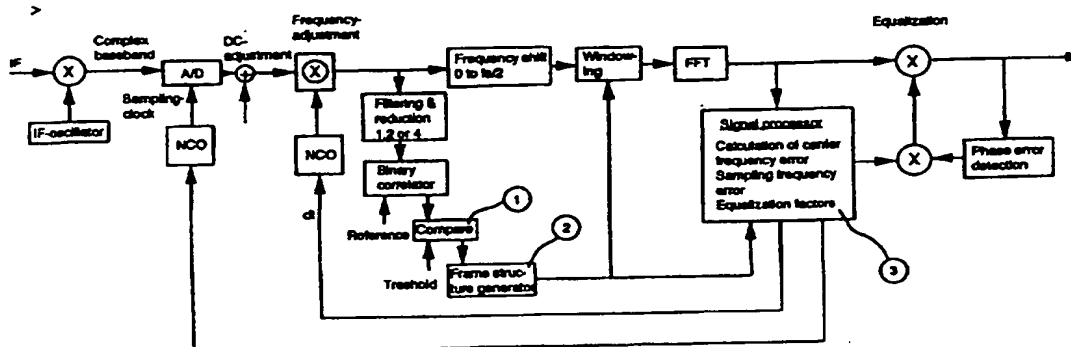 >
Frequency-
adjustment
Equalization
Complex
baseband
DC-
adjustment
IF
X
A/D
+
X
Frequency shift
0 to fs/2
Window-
ing
FFT
X
Sampling-
clock
IF-oscillator
NCO
NCO
Filtering &
reduction
1,2 or 4
Binary
correlator
Signal processor
Calculation of center
frequency error
Sampling frequency
error
Equalization factors
X
Phase error
detection
df
Reference
Compare
1
Treshold
Frame struc-
ture generator
2
3